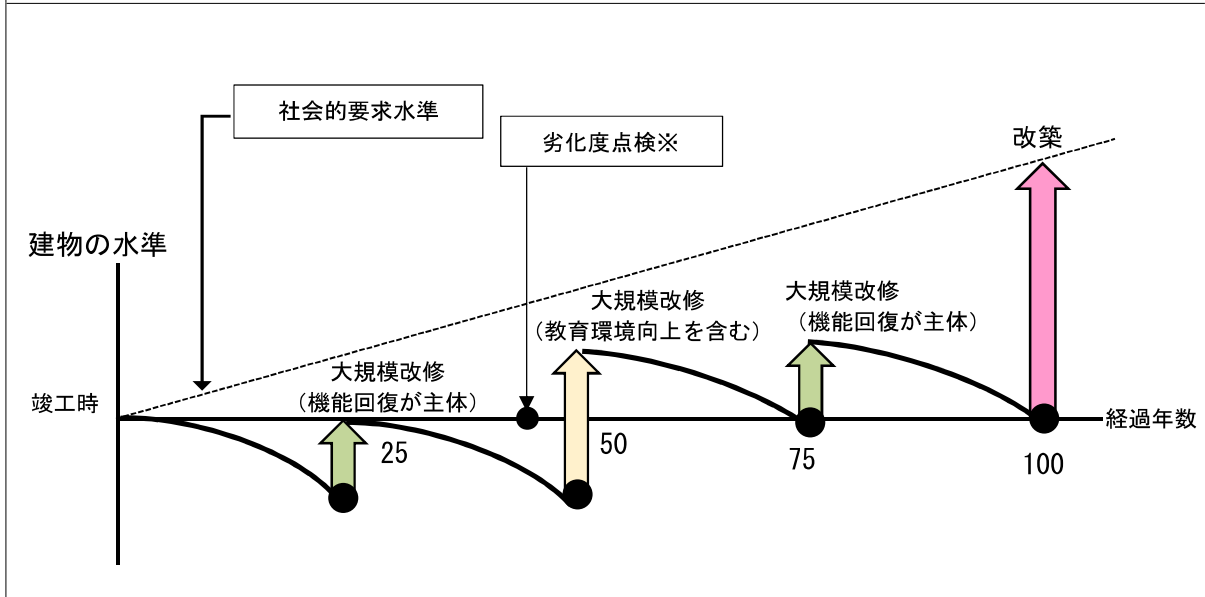 社会的要求水準
劣化度点検※
改築
建物の水準
大規模改修
（教育環境向上を含む）
大規模改修
（機能回復が主体）
大規模改修
（機能回復が主体）
竣工時
経過年数
25
50
75
100